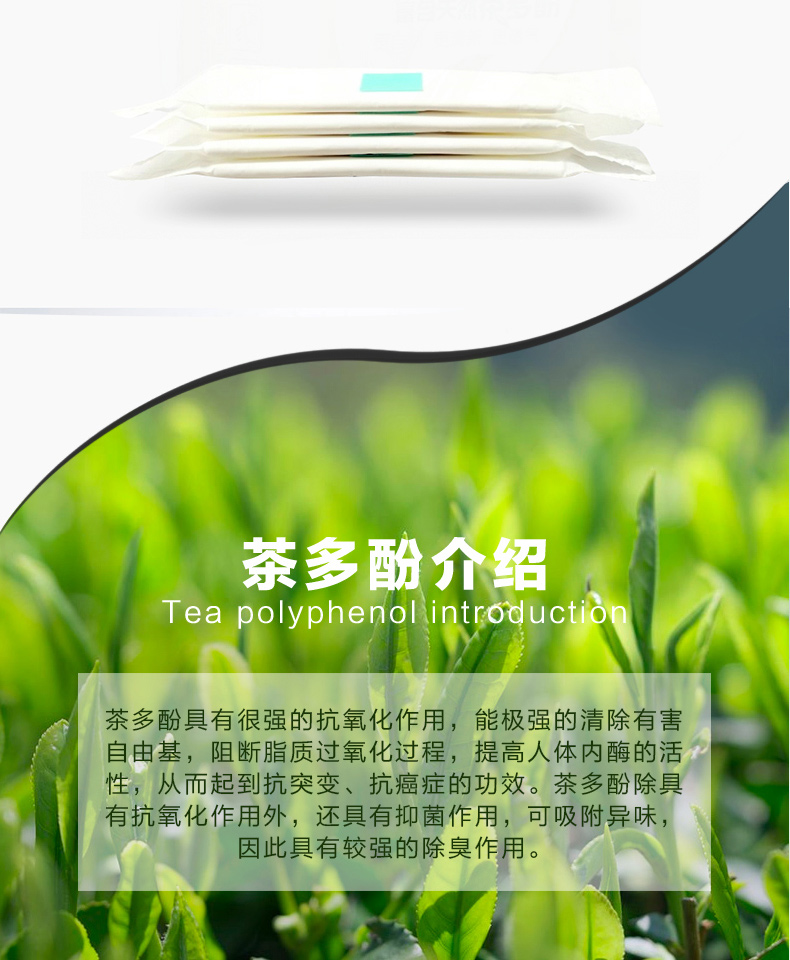 茶多酚介绍
Tea polyphenol introduction
茶多酚具有很强的抗氧化作用，能极强的清除有害
自由基，阻断脂质过氧化过程，提高人体内酶的活
性，从而起到抗突变、抗癌症的功效。茶多酚除具
有抗氧化作用外，还具有抑菌作用，可吸附异味，
因此具有较强的除臭作用。